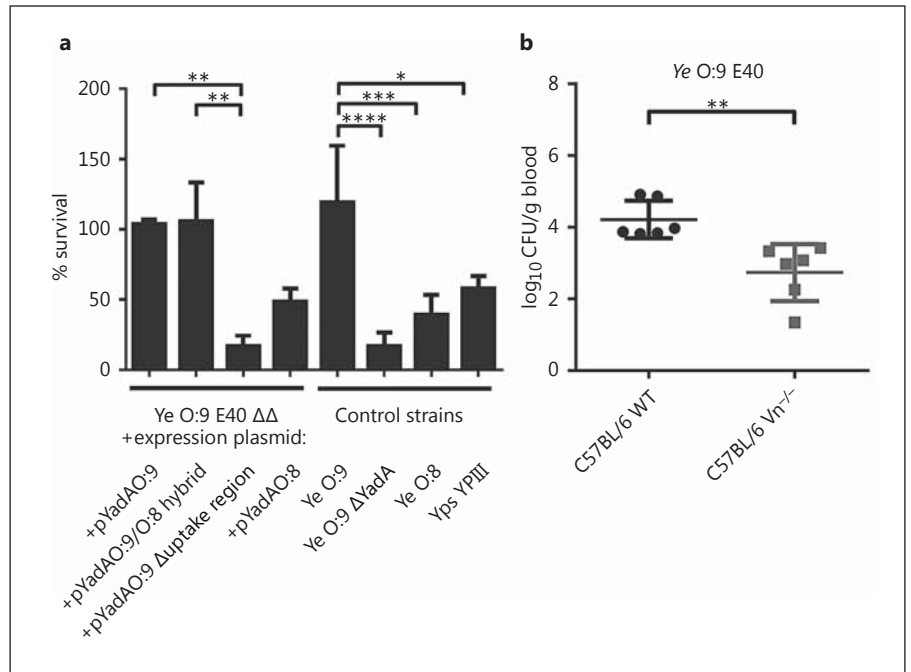 a
**
**
*
***
****
200
150
100
50
0
% survival
Ye O:9 E40 ΔΔ
+expression plasmid:
Control strains
+pYadAO:9
+pYadAO:9/O:8 hybrid
+pYadAO:9 Δuptake region
+pYadAO:8
Ye O:9
Ye O:9 ΔYadA
Ye O:8
Yps YPIII
b
Ye O:9 E40
**
8
6
4
2
0
log10 CFU/g blood
C57BL/6 WT
C57BL/6 Vn–/–